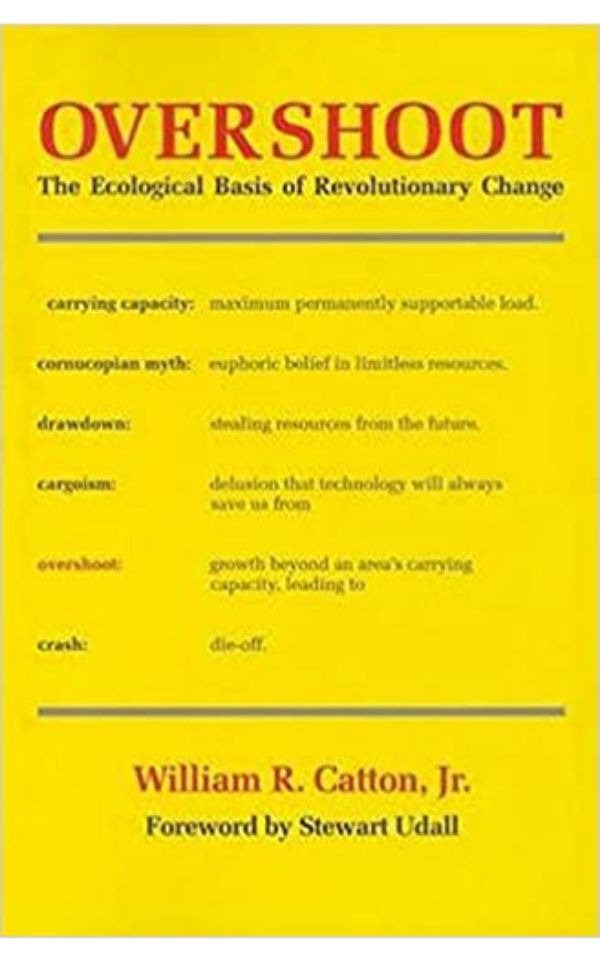 OVERSHOOT
The Ecological Basis of Revolutionary Change
carrying capacity: maximum permanently supportable load.
cornucopian myth: euphoric belief in limitless resources.
drawdown: stealing resources from the future.
cargoism: delusion that technology will always
save us from
overshoot: growth beyond an area's carrying
capacity, leading to
crash: die-off.
William R. Catton, Jr.
Foreword by Stewart Udall